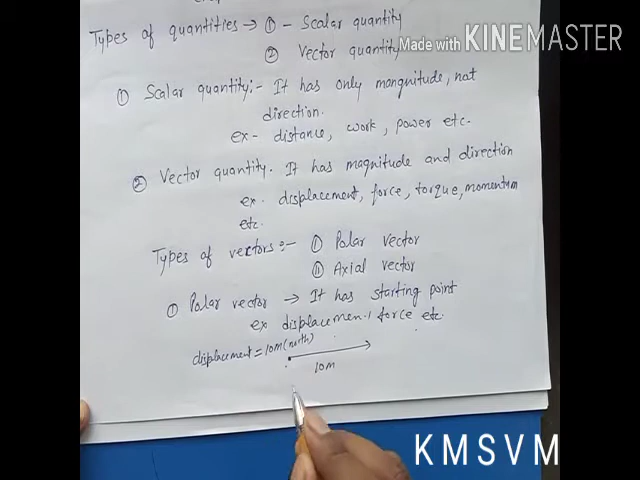 Types of quantities → ① - Scalar quantity
② Vector quantity
Made with KINEMASTER
① Scalar quantity:- It has only mangnitude, not
direction.
ex- distance, work, power etc.
② Vector quantity. It has magnitude and direction
ex. displacement, force, torque, momentum
etc.
Types of vectors:- ① Polar vector
⑪ Axial vector
① Polar vector → It has starting point
ex displacement force etc.
displacement = 10m(north)
10m
KMSVM